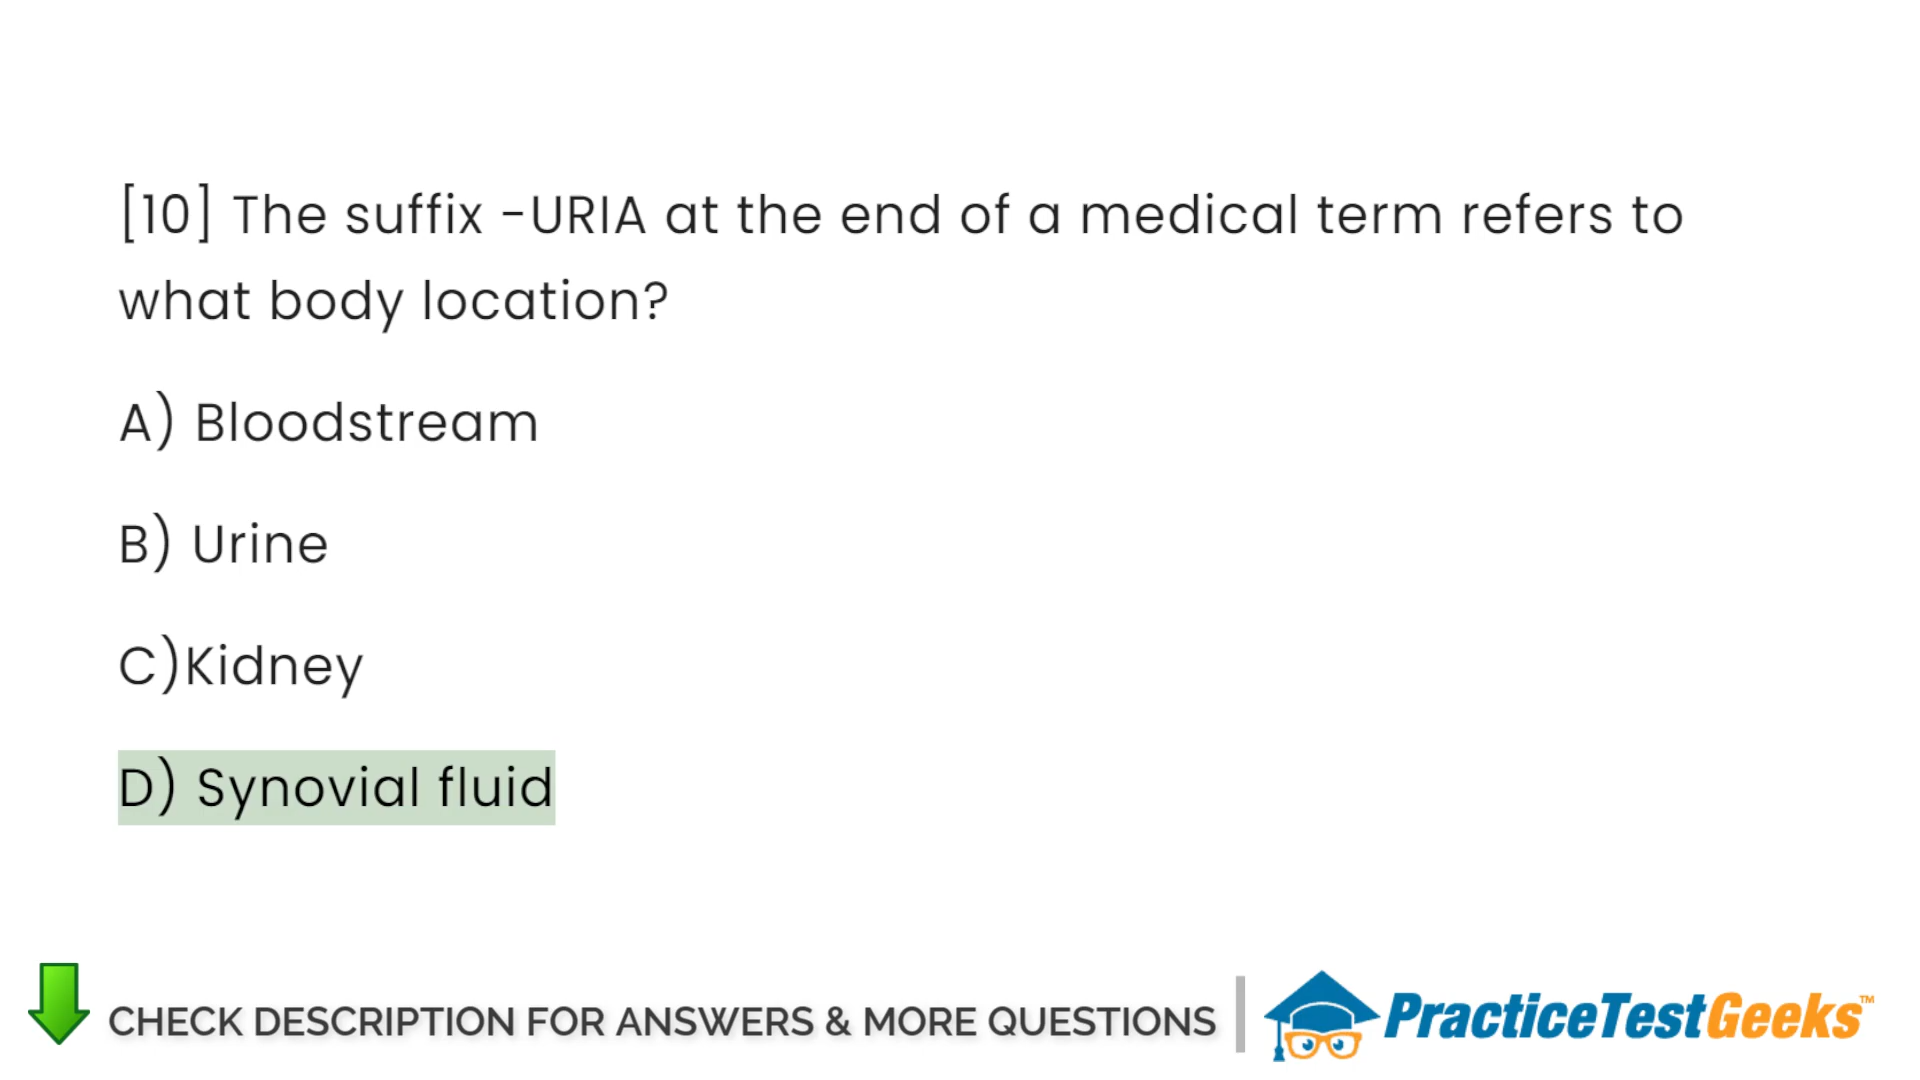 [10] The suffix -URIA at the end of a medical term refers to
what body location?
A) Bloodstream
B) Urine
C)Kidney
D) Synovial fluid
CHECK DESCRIPTION FOR ANSWERS & MORE QUESTIONS
PracticeTestGeeks™